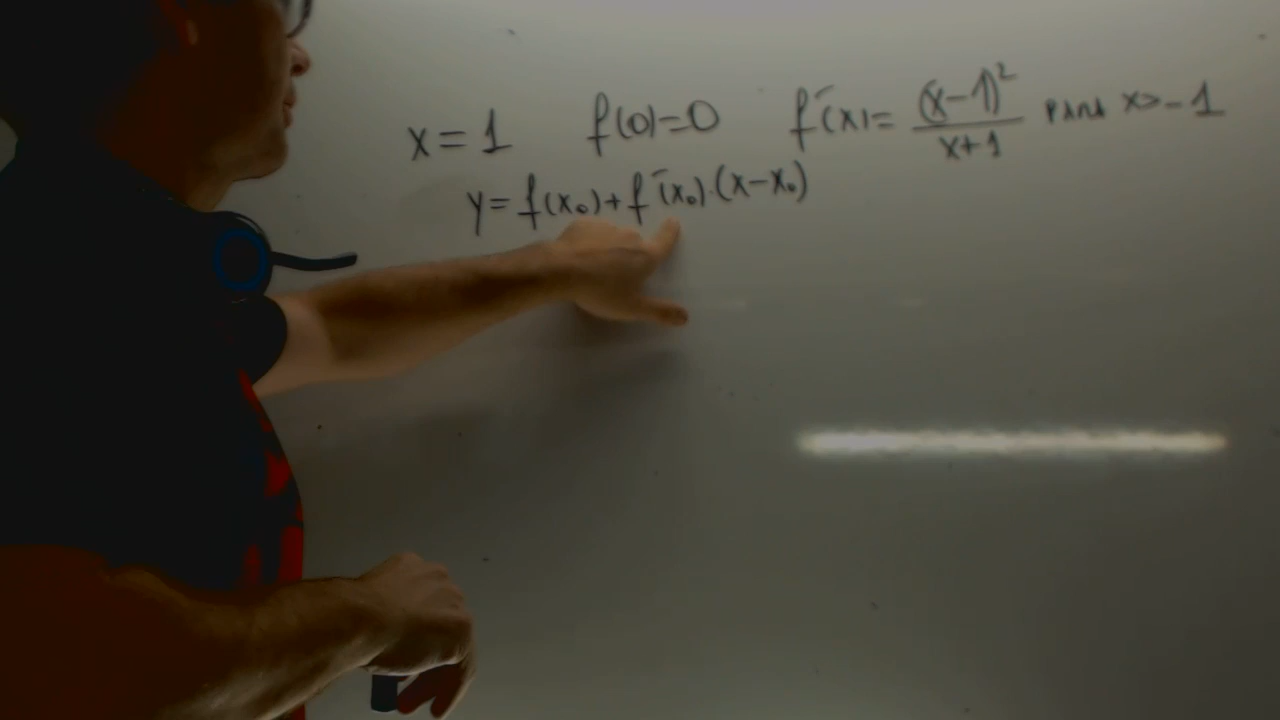 x = 1 f(0)=0 f'(x)= (x-1)²/(x+1) PARA x>-1
y = f(x₀)+f'(x₀)·(x-x₀)